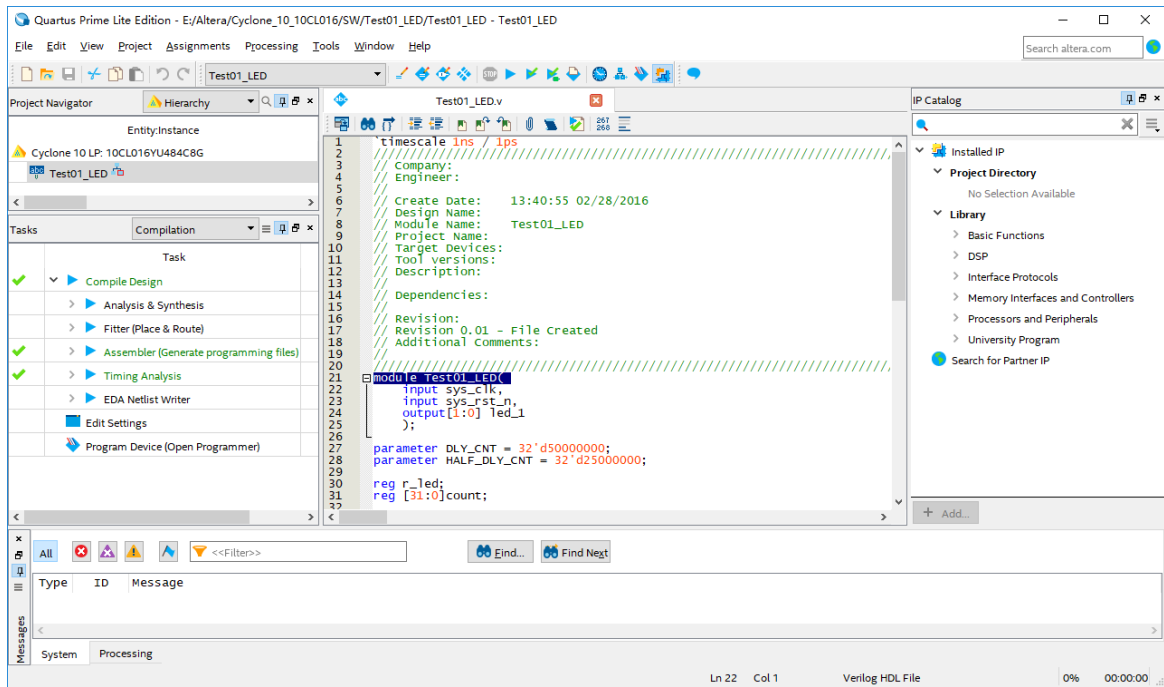 Quartus Prime Lite Edition - E:/Altera/Cyclone_10_10CL016/SW/Test01_LED/Test01_LED - Test01_LED
File Edit View Project Assignments Processing Tools Window Help
Search altera.com
Test01_LED
Project Navigator
Hierarchy
Entity:Instance
Cyclone 10 LP: 10CL016YU484C8G
Test01_LED
Tasks
Compilation
Task
Compile Design
Analysis & Synthesis
Fitter (Place & Route)
Assembler (Generate programming files)
Timing Analysis
EDA Netlist Writer
Edit Settings
Program Device (Open Programmer)
Test01_LED.v
267
268
1 `timescale 1ns / 1ps
2 //////////////////////////////////////////////////////////////////////////////////
3 // Company:
4 // Engineer:
5 //
6 // Create Date: 13:40:55 02/28/2016
7 // Design Name:
8 // Module Name: Test01_LED
9 // Project Name:
10 // Target Devices:
11 // Tool versions:
12 // Description:
13 //
14 // Dependencies:
15 //
16 // Revision:
17 // Revision 0.01 - File Created
18 // Additional Comments:
19 //
20 //////////////////////////////////////////////////////////////////////////////////
21 module Test01_LED(
22 input sys_clk,
23 input sys_rst_n,
24 output[1:0] led_1
25 );
26
27 parameter DLY_CNT = 32'd50000000;
28 parameter HALF_DLY_CNT = 32'd25000000;
29
30 reg r_led;
31 reg [31:0]count;
32
IP Catalog
Installed IP
Project Directory
No Selection Available
Library
Basic Functions
DSP
Interface Protocols
Memory Interfaces and Controllers
Processors and Peripherals
University Program
Search for Partner IP
+ Add...
All
<<Filter>>
Find...
Find Next
Type ID Message
Messages
System Processing
Ln 22 Col 1 Verilog HDL File 0% 00:00:00